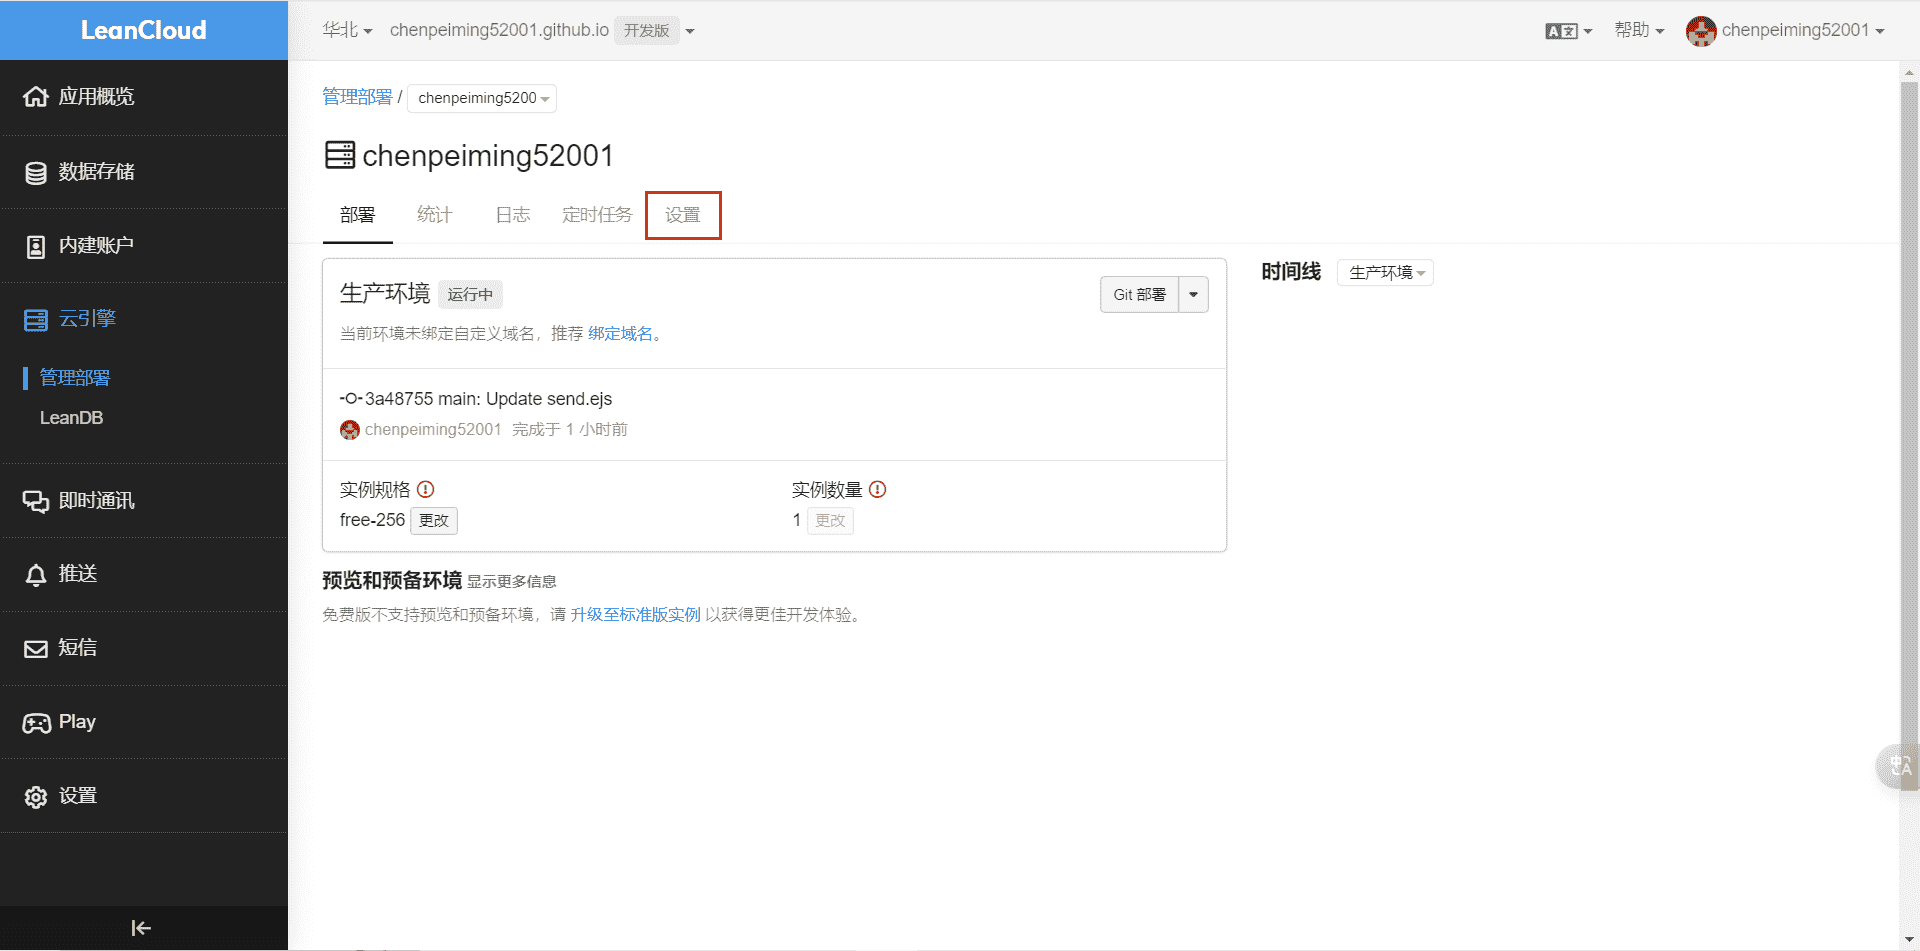 LeanCloud
华北
chenpeiming52001.github.io 开发版
帮助
chenpeiming52001
应用概览
数据存储
内建账户
云引擎
管理部署
LeanDB
即时通讯
推送
短信
Play
设置
管理部署 / chenpeiming5200
chenpeiming52001
部署 统计 日志 定时任务 设置
生产环境 运行中
Git 部署
当前环境未绑定自定义域名，推荐 绑定域名。
3a48755 main: Update send.ejs
chenpeiming52001 完成于 1 小时前
实例规格
free-256 更改
实例数量
1 更改
预览和预备环境 显示更多信息
免费版不支持预览和预备环境，请 升级至标准版实例 以获得更佳开发体验。
时间线 生产环境